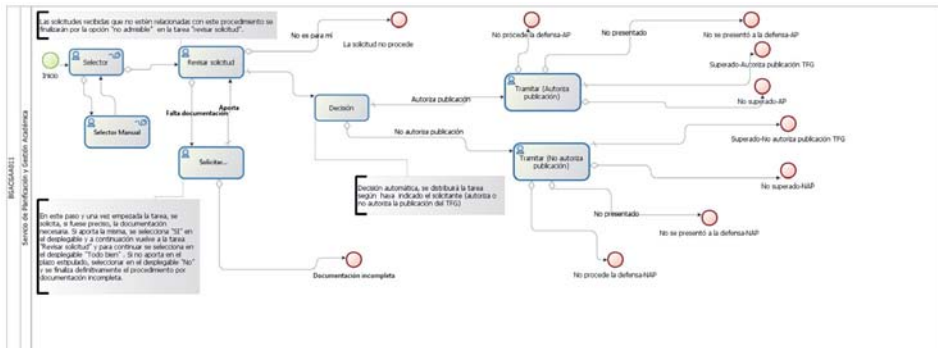 BGACGAAB11
Servicio de Planificación y Gestión Académica
Las solicitudes recibidas que no estén relacionadas con este procedimiento se
finalizarán por la opción "no admisible" en la tarea "revisar solicitud".
Inicio
Selector
Selector Manual
Revisar solicitud
No es para mí
La solicitud no procede
Falta documentación
Aporta
Solicitar...
Decisión
Autoriza publicación
No autoriza publicación
Tramitar (Autoriza
publicación)
No procede la defensa-AP
No presentado
No se presentó a la defensa-AP
Superado-Autoriza publicación TFG
No superado-AP
Tramitar (No autoriza
publicación)
Superado-No autoriza publicación TFG
No superado-NAP
No presentado
No se presentó a la defensa-NAP
No procede la defensa-NAP
Decisión automática, se distribuirá la tarea
según haya indicado el solicitante (autoriza o
no autoriza la publicación del TFG)
En este paso y una vez empezada la tarea, se
solicita, si fuese preciso, la documentación
necesaria. Si aporta la misma, se selecciona "SI" en
el desplegable y a continuación vuelve a la tarea
"Revisar solicitud" y para continuar se selecciona en
el desplegable "Todo bien" . Si no aporta en el
plazo estipulado, seleccionar en el desplegable "No"
y se finaliza definitivamente el procedimiento por
documentación incompleta.
Documentación incompleta